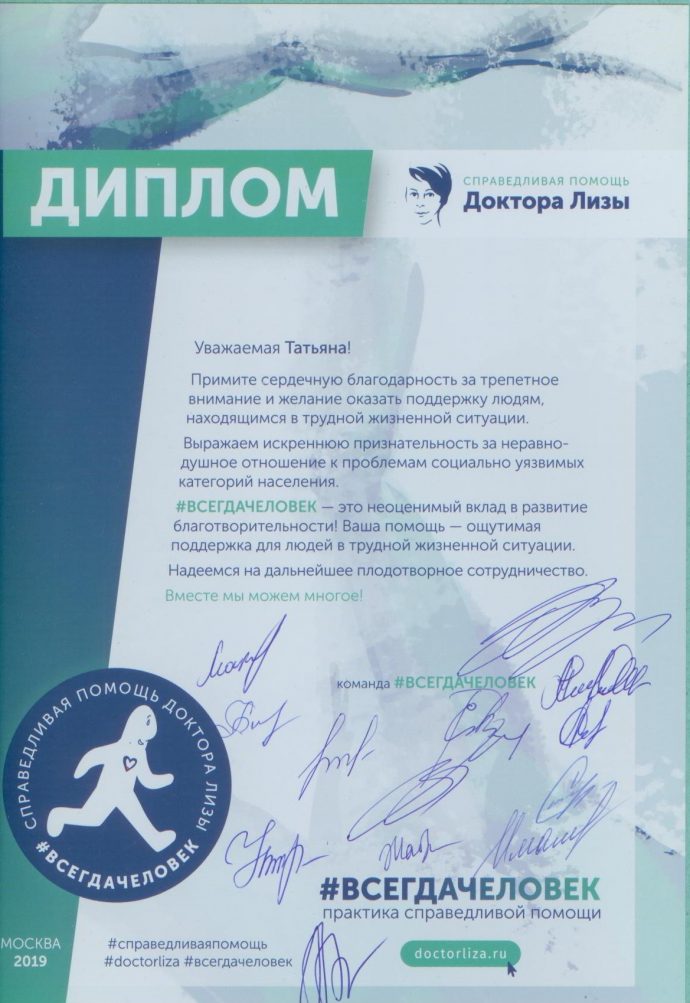 ДИПЛОМ
СПРАВЕДЛИВАЯ ПОМОЩЬ
Доктора Лизы
Уважаемая Татьяна!
Примите сердечную благодарность за трепетное
внимание и желание оказать поддержку людям,
находящимся в трудной жизненной ситуации.
Выражаем искреннюю признательность за неравно-
душное отношение к проблемам социально уязвимых
категорий населения.
#ВСЕГДАЧЕЛОВЕК — это неоценимый вклад в развитие
благотворительности! Ваша помощь — ощутимая
поддержка для людей в трудной жизненной ситуации.
Надеемся на дальнейшее плодотворное сотрудничество.
Вместе мы можем многое!
команда #ВСЕГДАЧЕЛОВЕК
СПРАВЕДЛИВАЯ ПОМОЩЬ ДОКТОРА ЛИЗЫ
#ВСЕГДАЧЕЛОВЕК
#ВСЕГДАЧЕЛОВЕК
практика справедливой помощи
МОСКВА
2019
#справедливаяпомощь
#doctorliza #всегдачеловек
doctorliza.ru